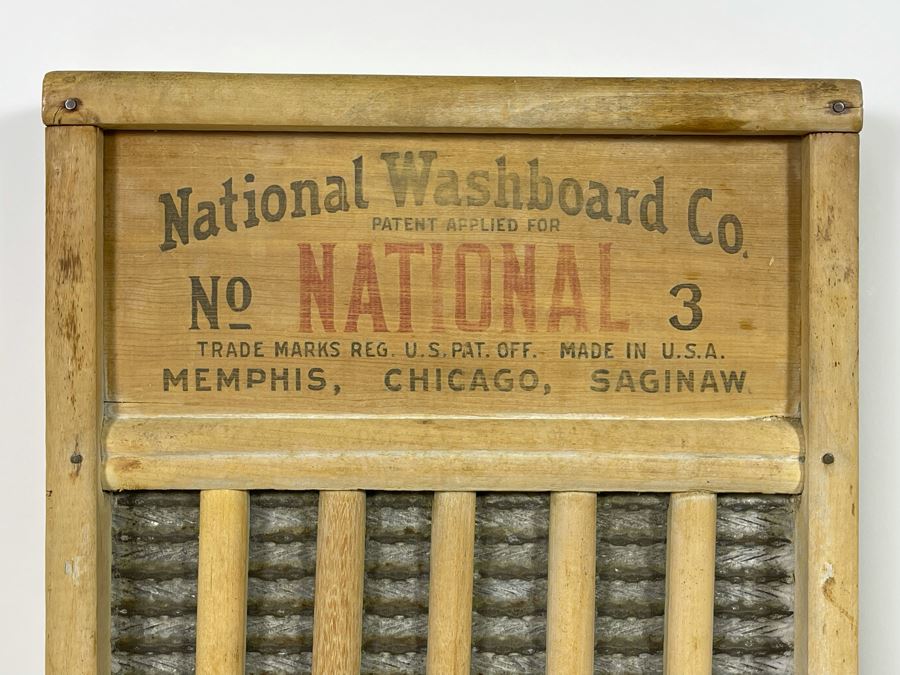 National Washboard Co.
PATENT APPLIED FOR
No NATIONAL 3
TRADE MARKS REG. U.S. PAT. OFF. MADE IN U.S.A.
MEMPHIS, CHICAGO, SAGINAW.